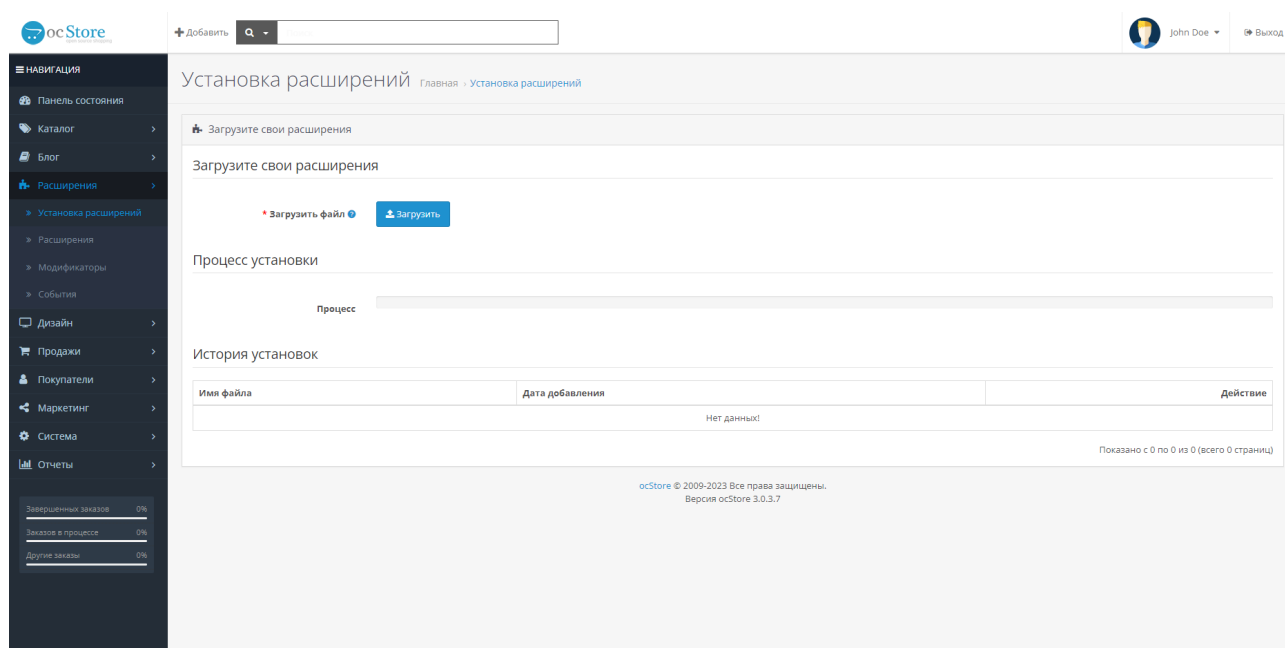 ocStore
Добавить
John Doe
Выход
НАВИГАЦИЯ
Установка расширений
Главная › Установка расширений
Панель состояния
Каталог
Блог
Расширения
Установка расширений
Расширения
Модификаторы
События
Дизайн
Продажи
Покупатели
Маркетинг
Система
Отчеты
Завершенных заказов 0%
Заказов в процессе 0%
Другие заказы 0%
Загрузите свои расширения
Загрузите свои расширения
* Загрузить файл
Загрузить
Процесс установки
Процесс
История установок
Имя файла Дата добавления Действие
Нет данных!
Показано с 0 по 0 из 0 (всего 0 страниц)
ocStore © 2009-2023 Все права защищены.
Версия ocStore 3.0.3.7